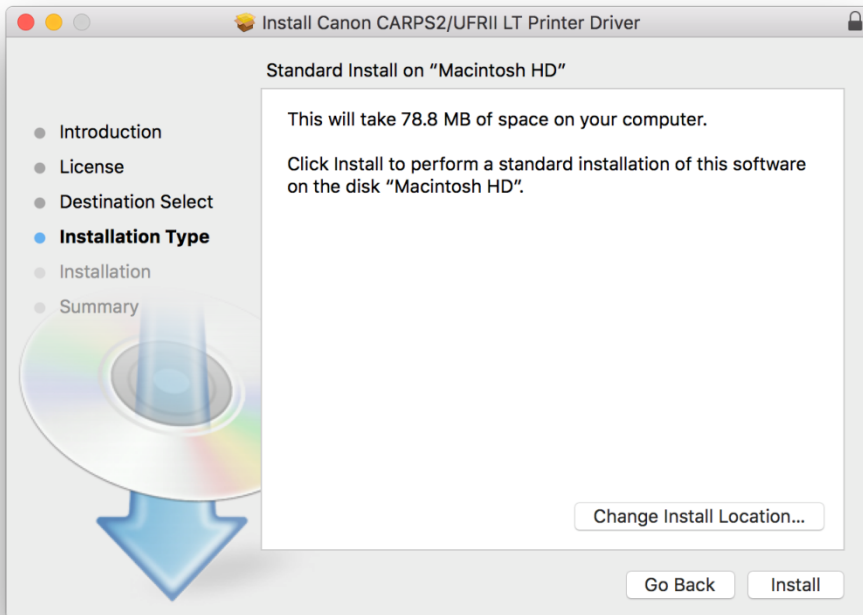 Install Canon CARPS2/UFRII LT Printer Driver
Standard Install on “Macintosh HD”
Introduction
License
Destination Select
Installation Type
Installation
Summary
This will take 78.8 MB of space on your computer.
Click Install to perform a standard installation of this software
on the disk “Macintosh HD”.
Change Install Location...
Go Back
Install